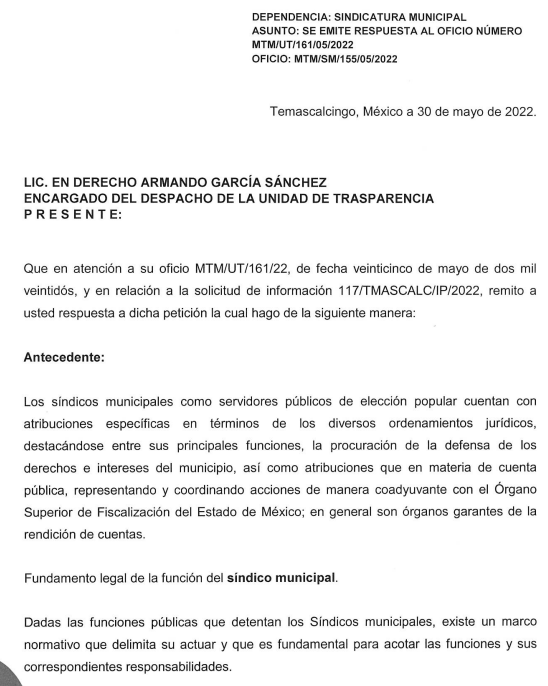 DEPENDENCIA: SINDICATURA MUNICIPAL
ASUNTO: SE EMITE RESPUESTA AL OFICIO NÚMERO
MTM/UT/161/05/2022
OFICIO: MTM/SM/155/05/2022
Temascalcingo, México a 30 de mayo de 2022.
LIC. EN DERECHO ARMANDO GARCÍA SÁNCHEZ
ENCARGADO DEL DESPACHO DE LA UNIDAD DE TRASPARENCIA
P R E S E N T E:
Que en atención a su oficio MTM/UT/161/22, de fecha veinticinco de mayo de dos mil
veintidós, y en relación a la solicitud de información 117/TMASCALC/IP/2022, remito a
usted respuesta a dicha petición la cual hago de la siguiente manera:
Antecedente:
Los síndicos municipales como servidores públicos de elección popular cuentan con
atribuciones específicas en términos de los diversos ordenamientos jurídicos,
destacándose entre sus principales funciones, la procuración de la defensa de los
derechos e intereses del municipio, así como atribuciones que en materia de cuenta
pública, representando y coordinando acciones de manera coadyuvante con el Órgano
Superior de Fiscalización del Estado de México; en general son órganos garantes de la
rendición de cuentas.
Fundamento legal de la función del síndico municipal.
Dadas las funciones públicas que detentan los Síndicos municipales, existe un marco
normativo que delimita su actuar y que es fundamental para acotar las funciones y sus
correspondientes responsabilidades.